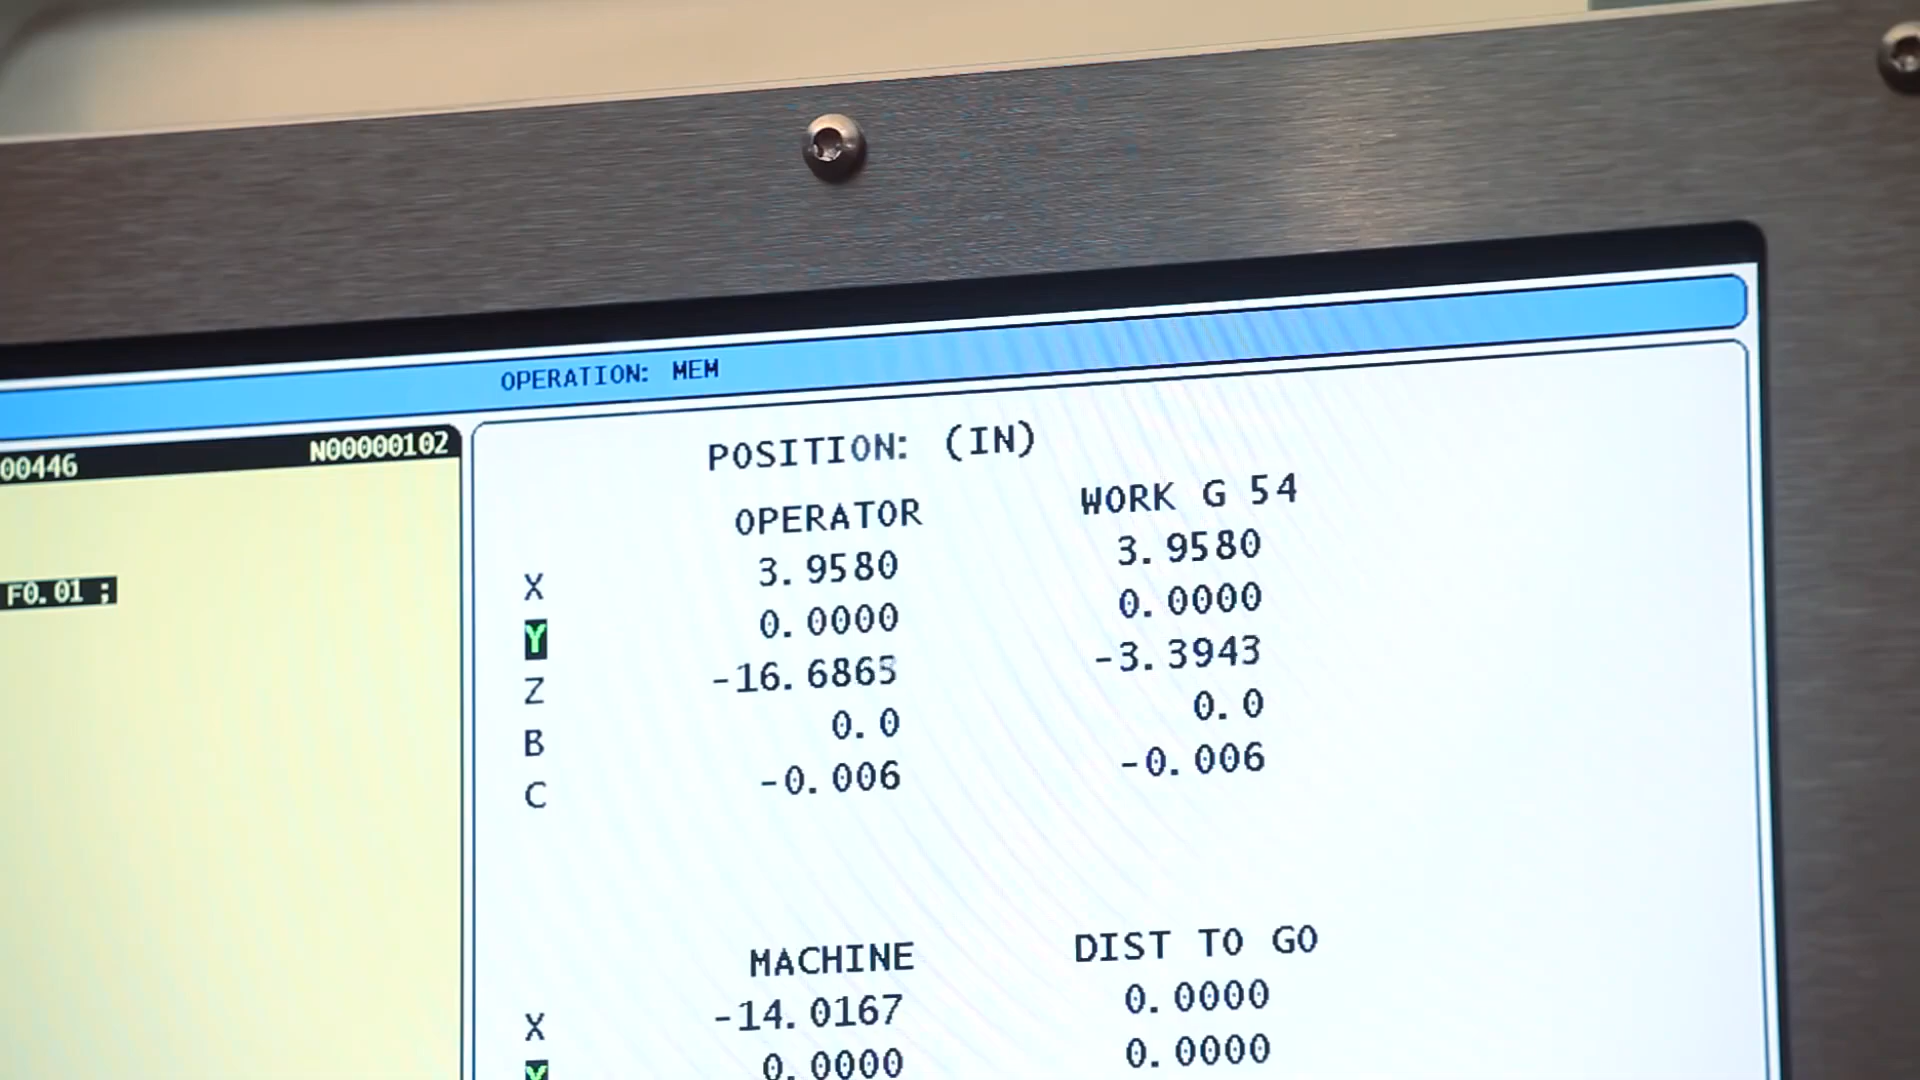 OPERATION: MEM
00446 N00000102
F0.01 ;
POSITION: (IN)
OPERATOR WORK G 54
X 3.9580 3.9580
Y 0.0000 0.0000
Z -16.6865 -3.3943
B 0.0 0.0
C -0.006 -0.006
MACHINE DIST TO GO
X -14.0167 0.0000
Y 0.0000 0.0000